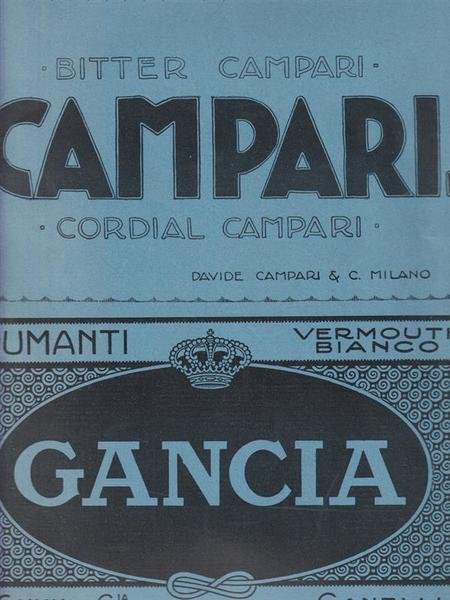 · BITTER CAMPARI ·
CAMPARI
· CORDIAL CAMPARI ·
DAVIDE CAMPARI & C. MILANO
UMANTI VERMOUTH
BIANCO
GANCIA